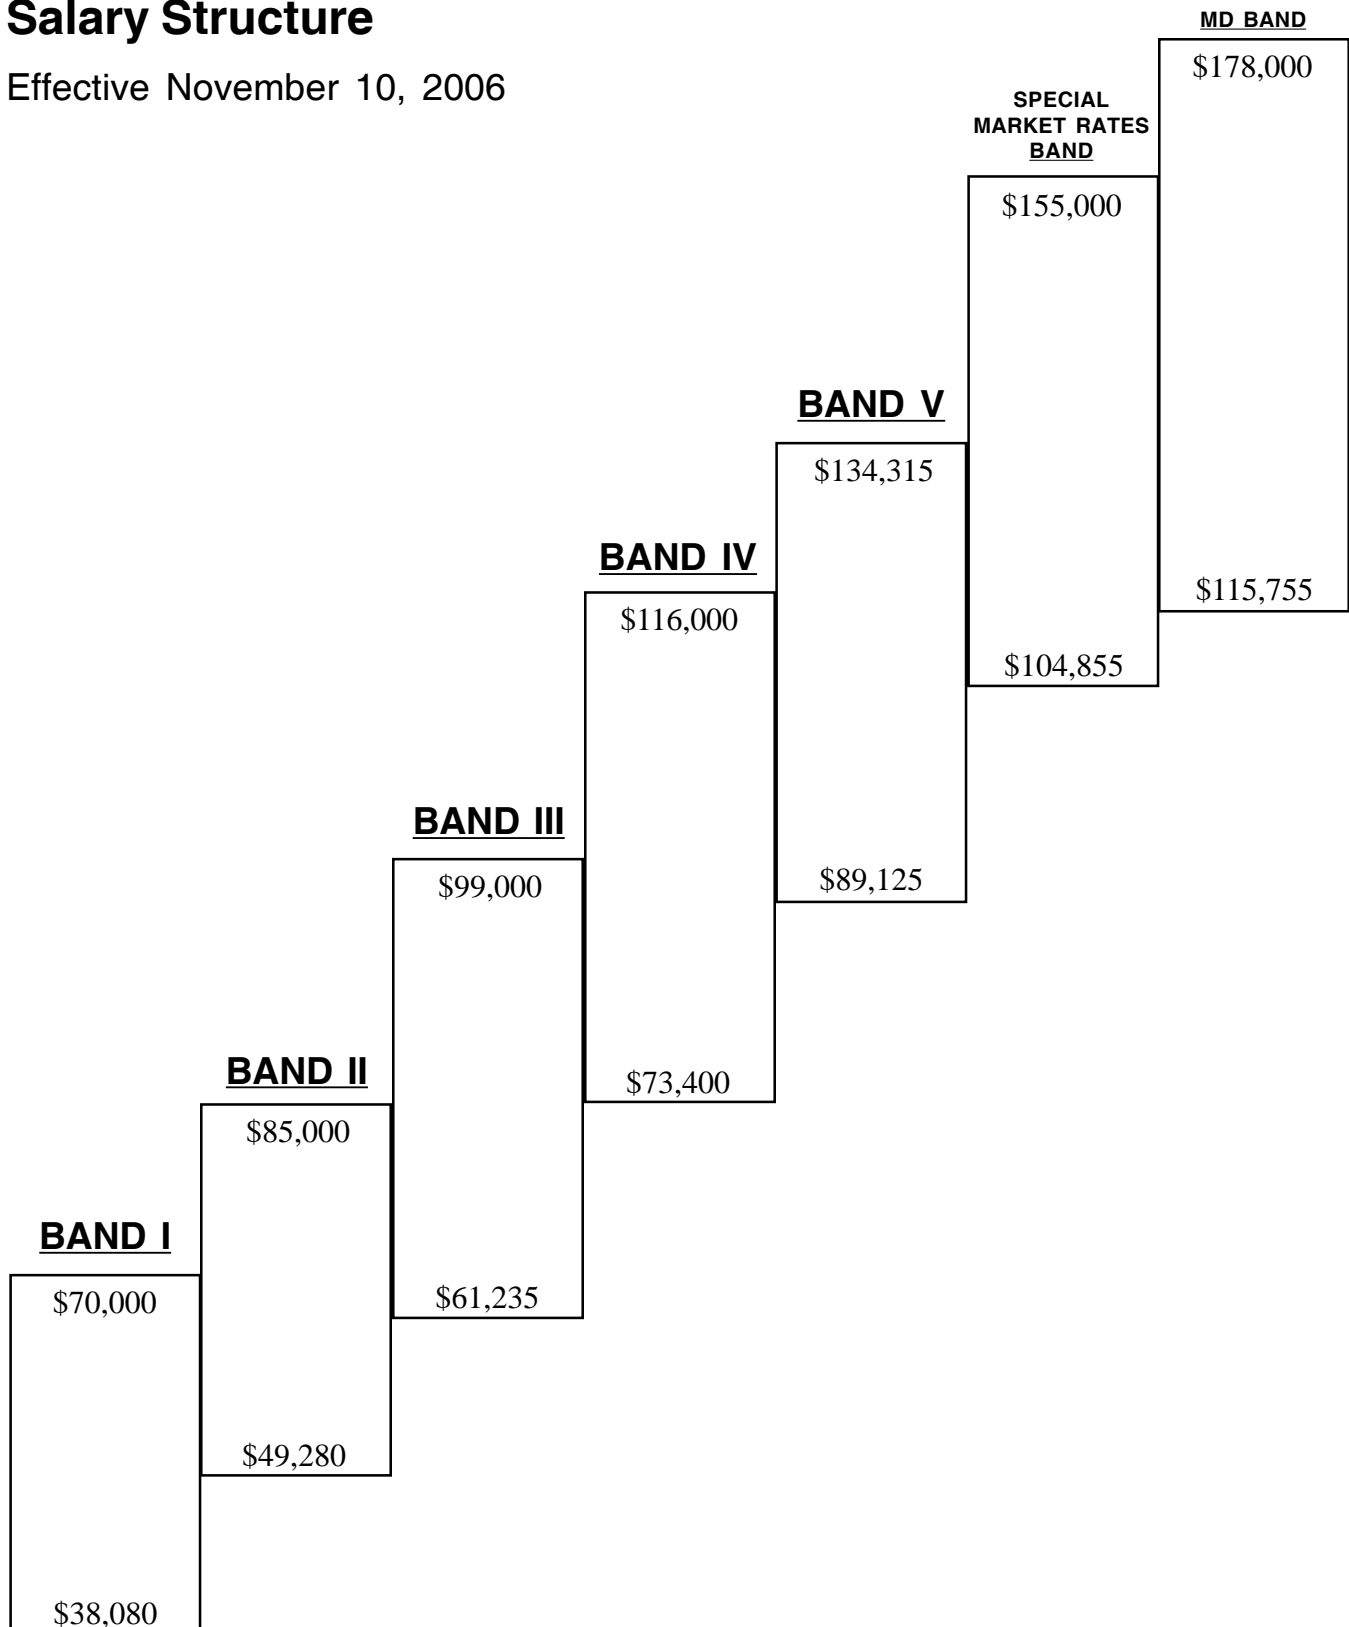 Salary Structure
Effective November 10, 2006
MD BAND
$178,000
$115,755
SPECIAL
MARKET RATES
BAND
$155,000
$104,855
BAND V
$134,315
$89,125
BAND IV
$116,000
$73,400
BAND III
$99,000
$61,235
BAND II
$85,000
$49,280
BAND I
$70,000
$38,080